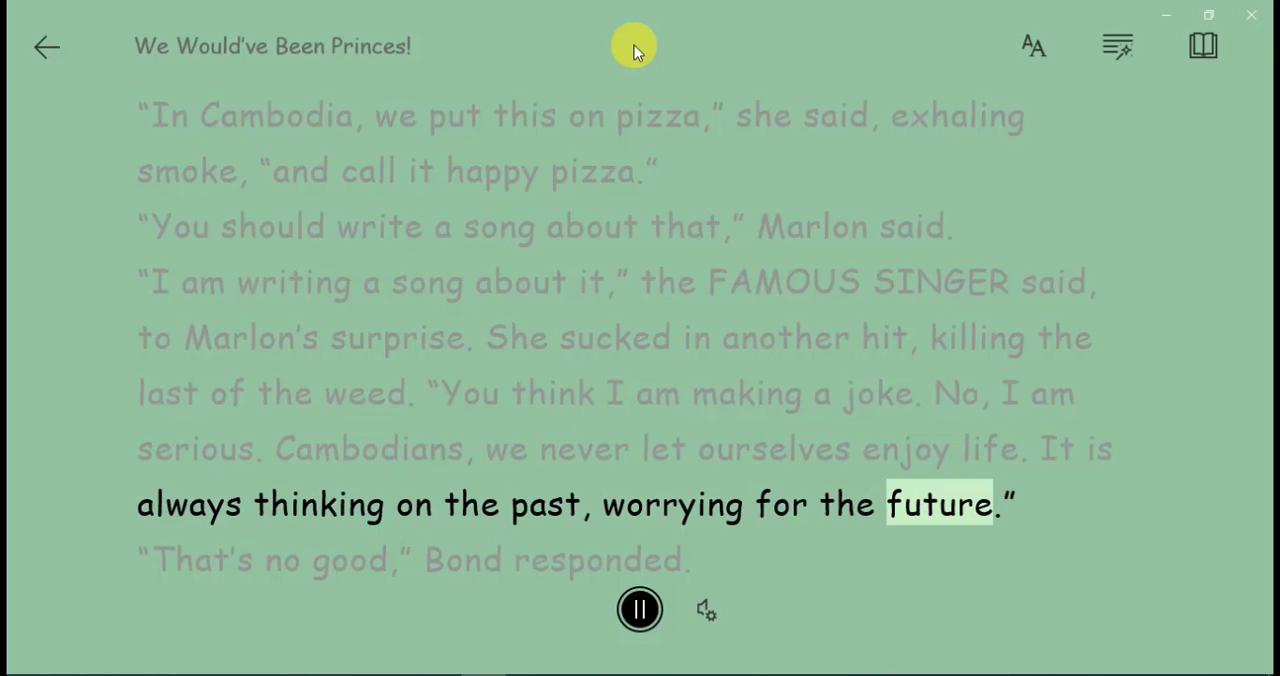 We Would've Been Princes!
AA
“In Cambodia, we put this on pizza,” she said, exhaling
smoke, “and call it happy pizza.”
“You should write a song about that,” Marlon said.
“I am writing a song about it,” the FAMOUS SINGER said,
to Marlon’s surprise. She sucked in another hit, killing the
last of the weed. “You think I am making a joke. No, I am
serious. Cambodians, we never let ourselves enjoy life. It is
always thinking on the past, worrying for the future.”
“That’s no good,” Bond responded.